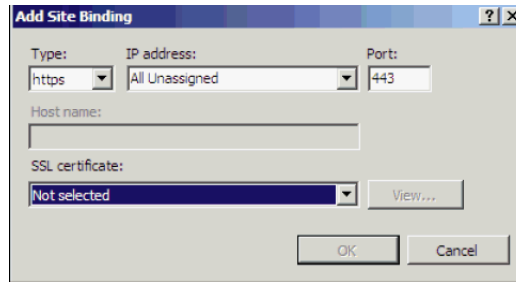 Add Site Binding
Type: IP address: Port:
https All Unassigned 443
Host name:
SSL certificate:
Not selected View...
OK Cancel